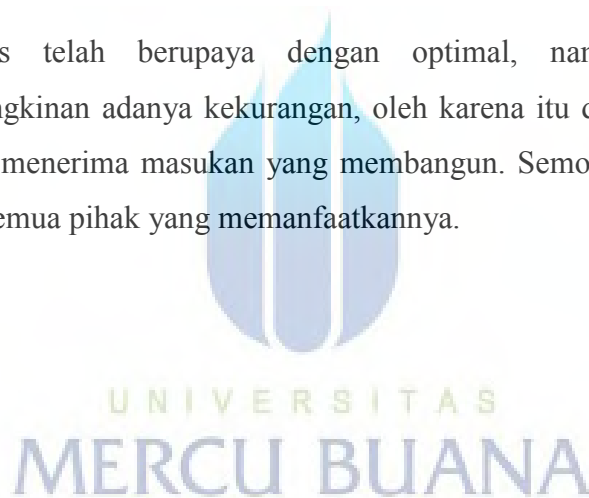 s telah berupaya dengan optimal, nar
ngkinan adanya kekurangan, oleh karena itu d
menerima masukan yang membangun. Semo
emua pihak yang memanfaatkannya.
UNIVERSITAS
MERCU BUANA